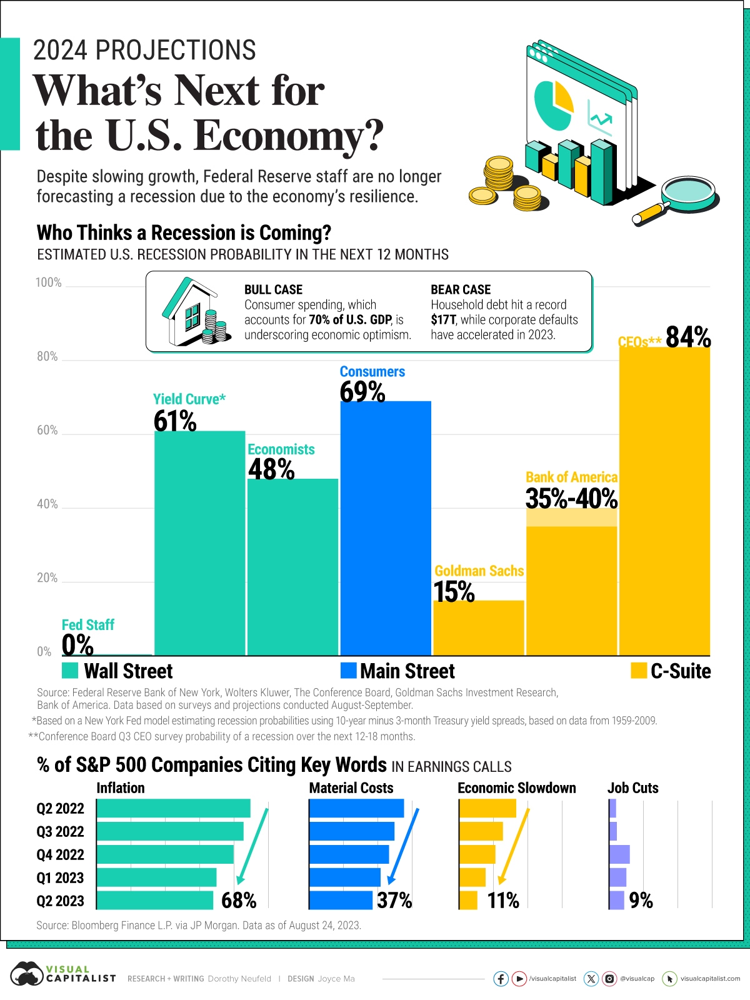 2024 PROJECTIONS
What's Next for
the U.S. Economy?
Despite slowing growth, Federal Reserve staff are no longer
forecasting a recession due to the economy's resilience.
Who Thinks a Recession is Coming?
ESTIMATED U.S. RECESSION PROBABILITY IN THE NEXT 12 MONTHS
100%
80%
60%
40%
20%
0%
BULL CASE
Consumer spending, which
accounts for 70% of U.S. GDP, is
underscoring economic optimism.
BEAR CASE
Household debt hit a record
$17T, while corporate defaults
have accelerated in 2023.
Fed Staff
0%
Yield Curve*
61%
Economists
48%
Consumers
69%
Goldman Sachs
15%
Bank of America
35%-40%
CEOs** 84%
Wall Street
Main Street
C-Suite
Source: Federal Reserve Bank of New York, Wolters Kluwer, The Conference Board, Goldman Sachs Investment Research,
Bank of America. Data based on surveys and projections conducted August-September.
*Based on a New York Fed model estimating recession probabilities using 10-year minus 3-month Treasury yield spreads, based on data from 1959-2009.
**Conference Board Q3 CEO survey probability of a recession over the next 12-18 months.
% of S&P 500 Companies Citing Key Words IN EARNINGS CALLS
Inflation
Material Costs
Economic Slowdown
Job Cuts
Q2 2022
Q3 2022
Q4 2022
Q1 2023
Q2 2023
68%
37%
11%
9%
Source: Bloomberg Finance L.P. via JP Morgan. Data as of August 24, 2023.
VISUAL
CAPITALIST
RESEARCH + WRITING Dorothy Neufeld | DESIGN Joyce Ma
/visualcapitalist
@visualcap
visualcapitalist.com